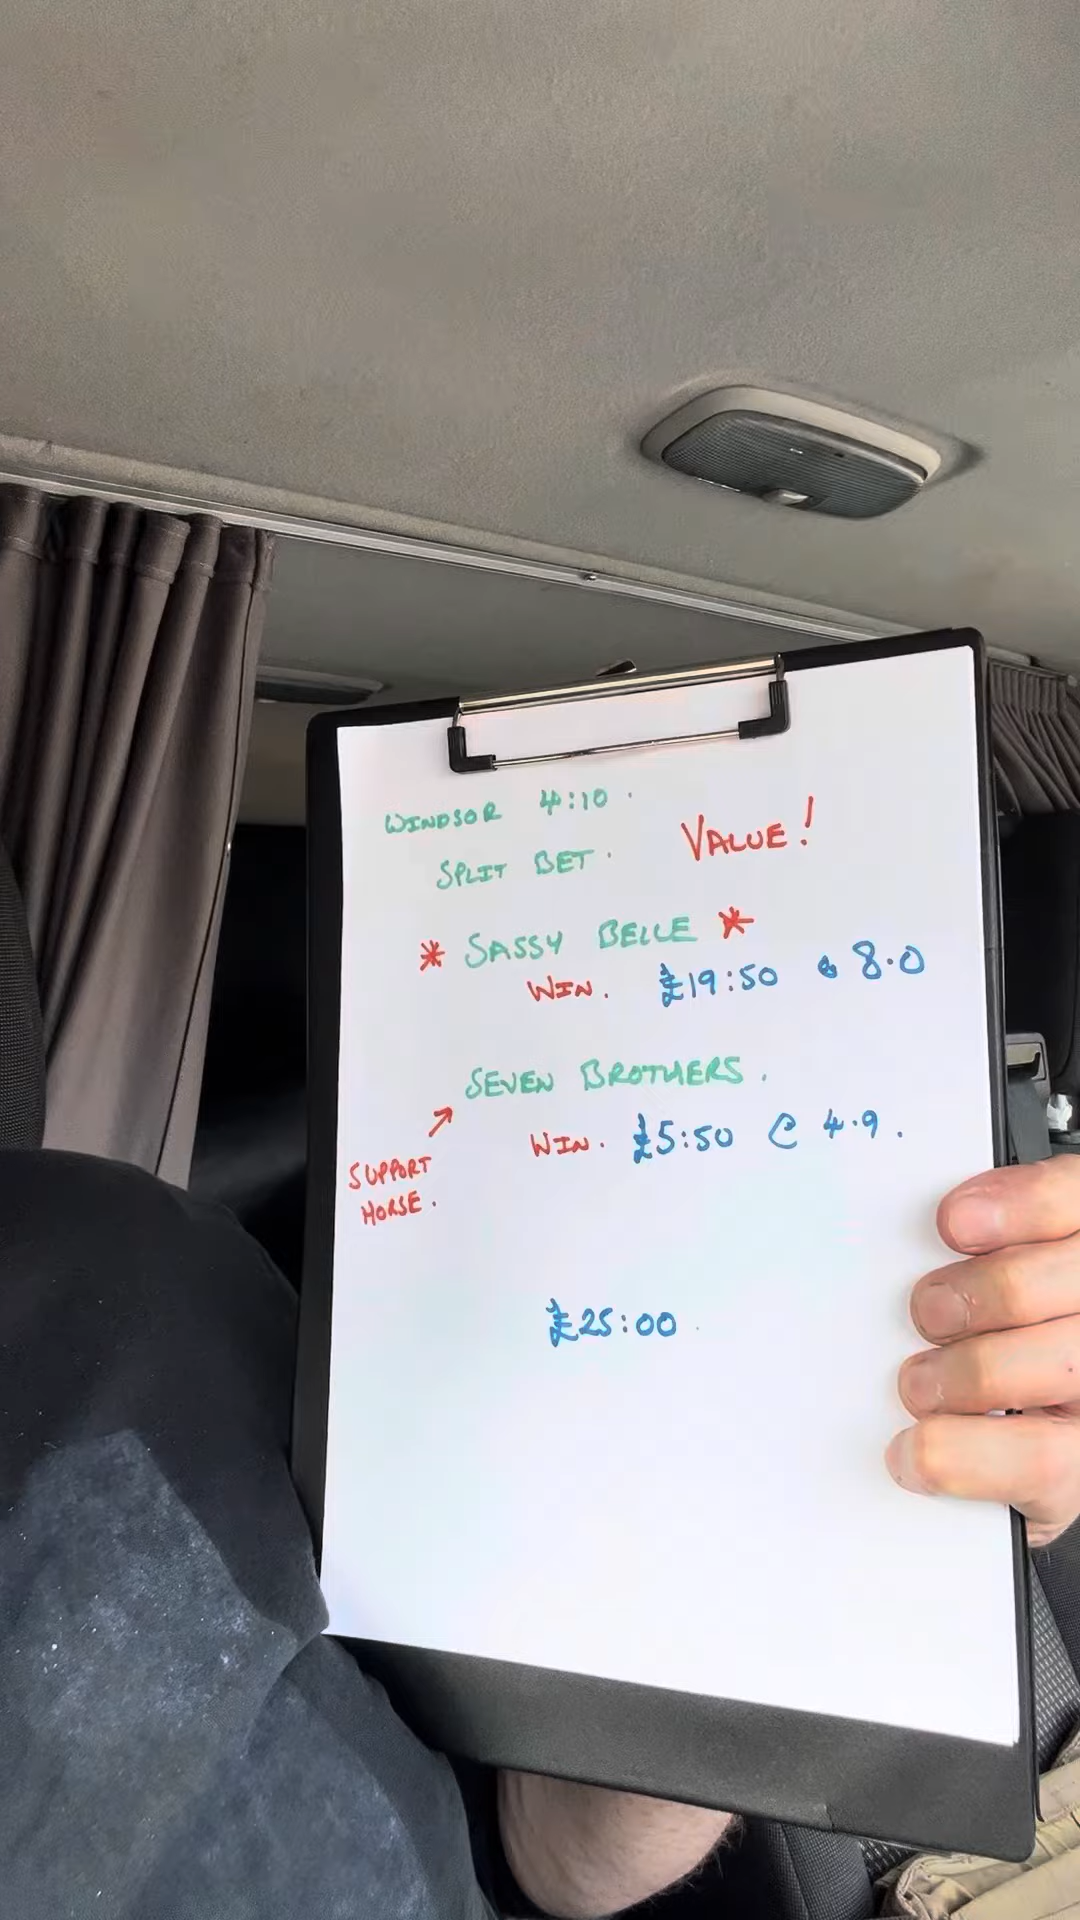 WINDSOR 4:10.
SPLIT BET. VALUE!
* SASSY BELLE *
WIN. £19:50 @ 8.0
SEVEN BROTHERS.
WIN. £5:50 @ 4.9.
SUPPORT
HORSE.
£25:00.